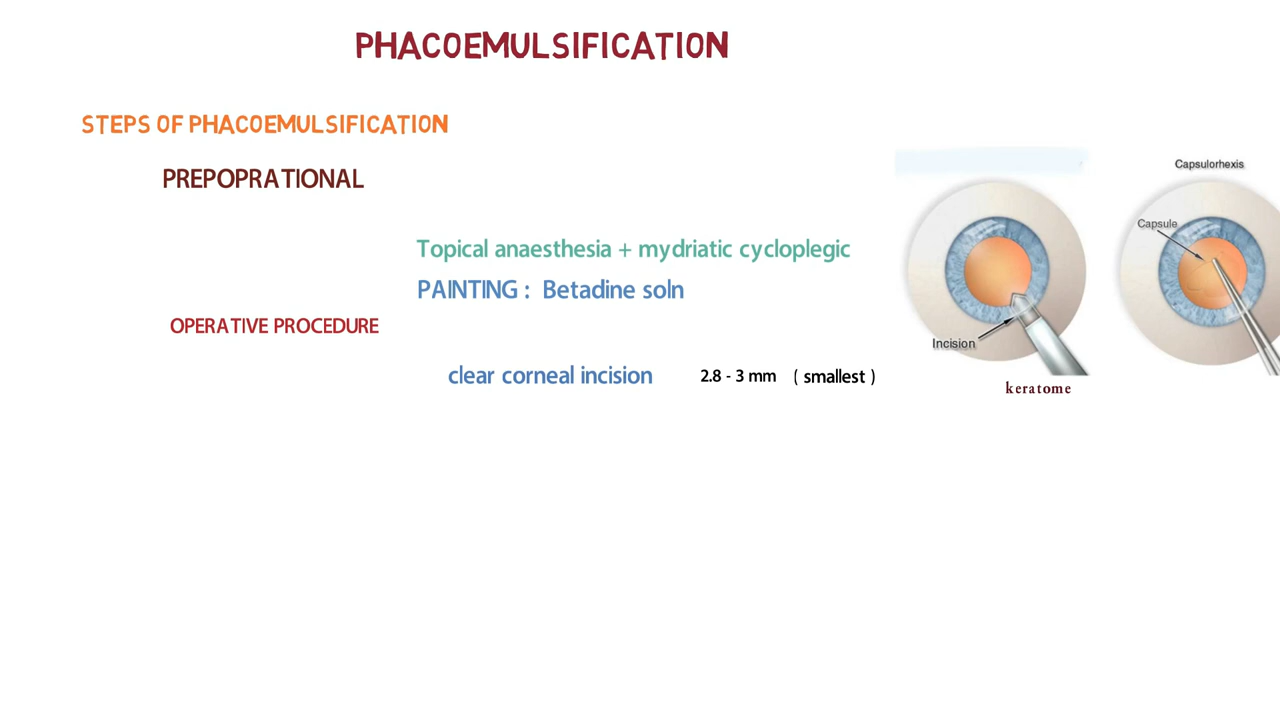 PHACOEMULSIFICATION
STEPS OF PHACOEMULSIFICATION
PREPOPRATIONAL
Topical anaesthesia + mydriatic cycloplegic
PAINTING : Betadine soln
OPERATIVE PROCEDURE
clear corneal incision 2.8 - 3 mm ( smallest )
Incision
keratome
Capsulorhexis
Capsule